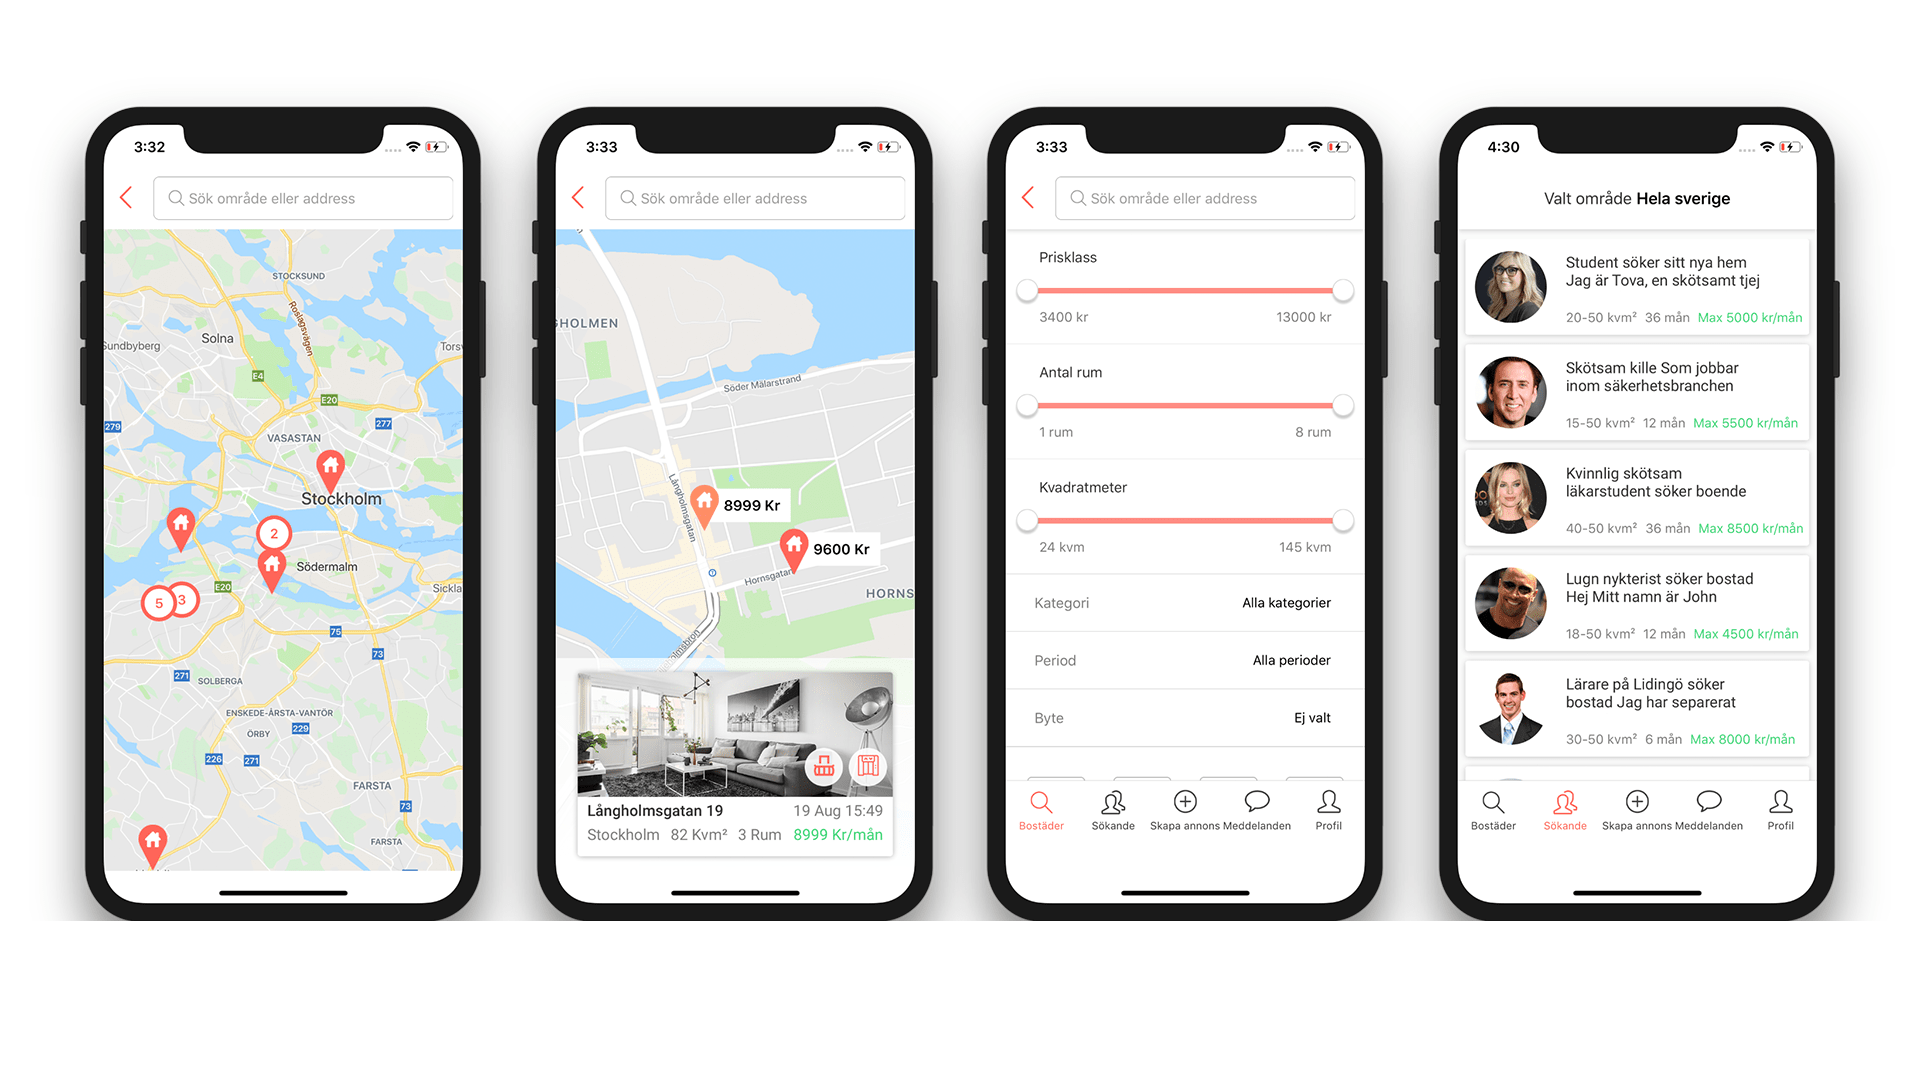 3:32
Sök område eller address
STOCKSUND
Roslagsvägen
Solna
Sundbyberg
E4
E20
279
277
VASASTAN
Stockholm
2
Södermalm
E20
5
3
Sickla
75
73
271
SOLBERGA
ENSKEDE-ÅRSTA-VANTÖR
229
ÖRBY
226
271
FARSTA
73
FARSTA
3:33
Sök område eller address
GHOLMEN
Söder Mälarstrand
Långholmsgatan
8999 Kr
9600 Kr
Hornsgatan
HORNS
Långholmsgatan 19
19 Aug 15:49
Stockholm 82 Kvm² 3 Rum 8999 Kr/mån
3:33
Sök område eller address
Prisklass
3400 kr 13000 kr
Antal rum
1 rum 8 rum
Kvadratmeter
24 kvm 145 kvm
Kategori Alla kategorier
Period Alla perioder
Byte Ej valt
Bostäder Sökande Skapa annons Meddelanden Profil
4:30
Valt område Hela sverige
Student söker sitt nya hem
Jag är Tova, en skötsamt tjej
20-50 kvm² 36 mån Max 5000 kr/mån
Skötsam kille Som jobbar
inom säkerhetsbranchen
15-50 kvm² 12 mån Max 5500 kr/mån
Kvinnlig skötsam
läkarstudent söker boende
40-50 kvm² 36 mån Max 8500 kr/mån
Lugn nykterist söker bostad
Hej Mitt namn är John
18-50 kvm² 12 mån Max 4500 kr/mån
Lärare på Lidingö söker
bostad Jag har separerat
30-50 kvm² 6 mån Max 8000 kr/mån
Bostäder Sökande Skapa annons Meddelanden Profil